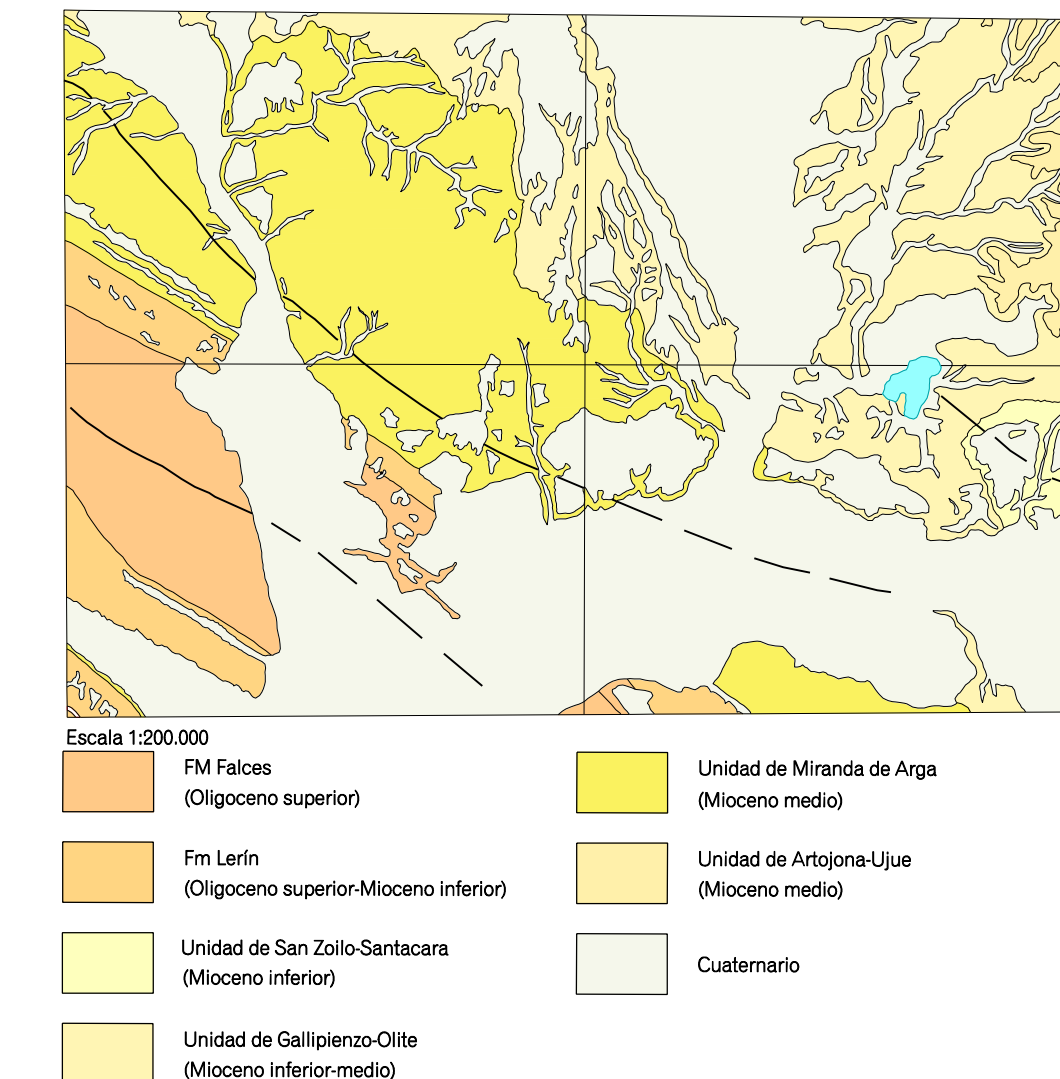 Escala 1:200.000
FM Falces
(Oligoceno superior)
Fm Lerín
(Oligoceno superior-Mioceno inferior)
Unidad de San Zoilo-Santacara
(Mioceno inferior)
Unidad de Gallipienzo-Olite
(Mioceno inferior-medio)
Unidad de Miranda de Arga
(Mioceno medio)
Unidad de Artojona-Ujue
(Mioceno medio)
Cuaternario